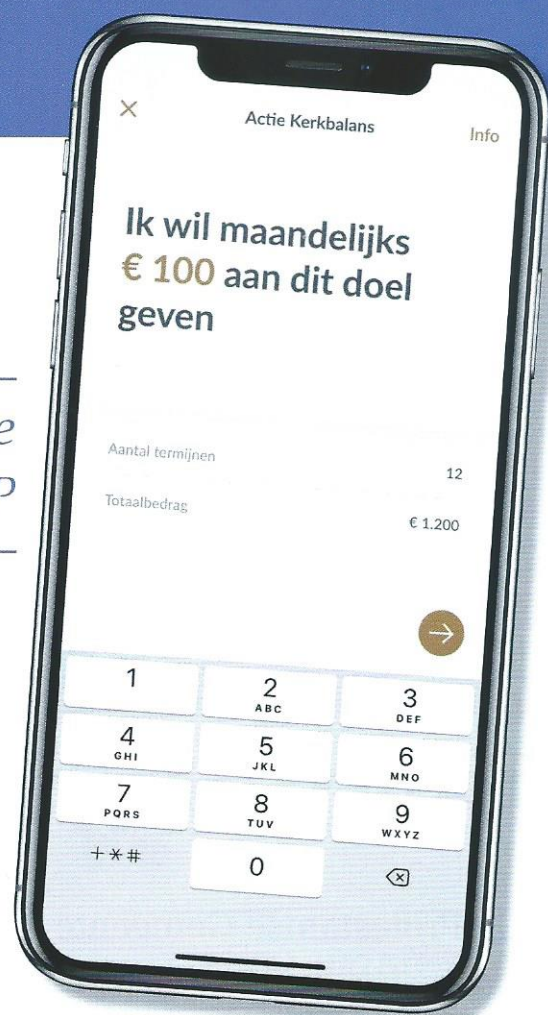 Actie Kerkbalans
Info
Ik wil maandelijks
€ 100 aan dit doel
geven
Aantal termijnen 12
Totaalbedrag € 1.200
1
2 ABC
3 DEF
4 GHI
5 JKL
6 MNO
7 PQRS
8 TUV
9 WXYZ
+*#
0